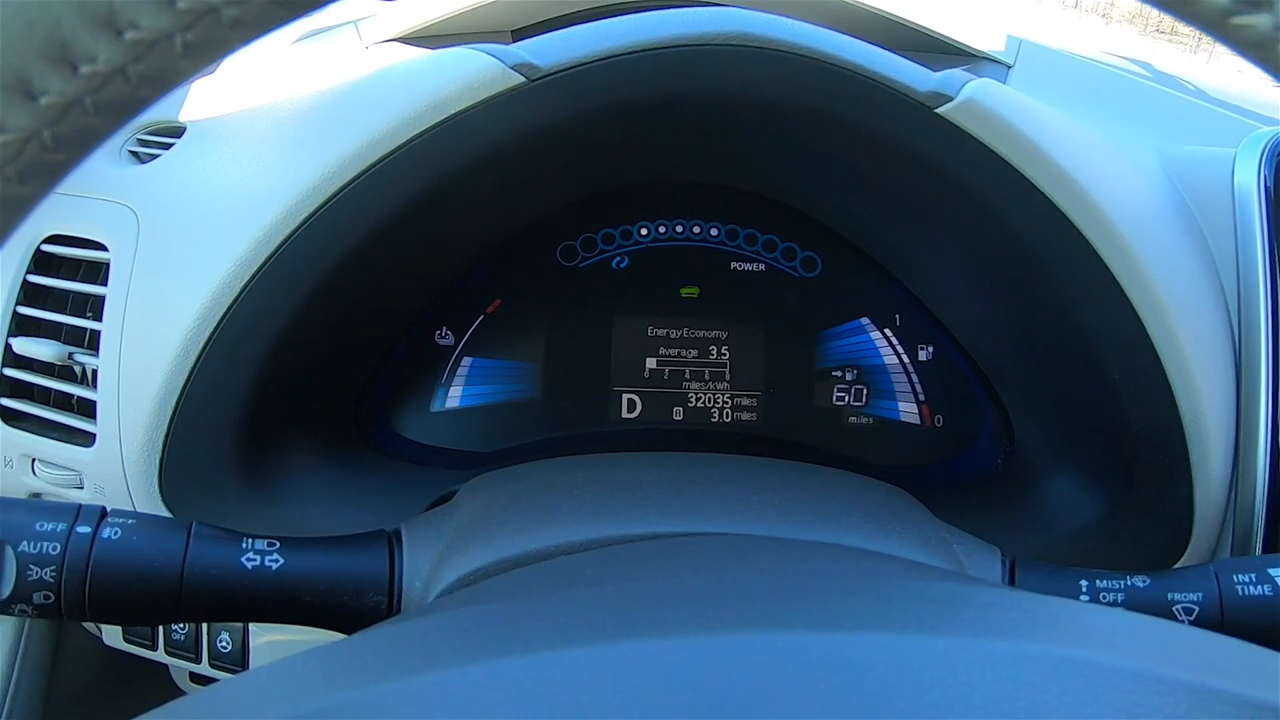 POWER
Energy Economy
Average 3.5
0 2 4 6 8
miles/kWh
D
32035 miles
3.0 miles
1
60
miles
0
OFF
OFF
AUTO
MIST
OFF
FRONT
INT
TIME
OFF